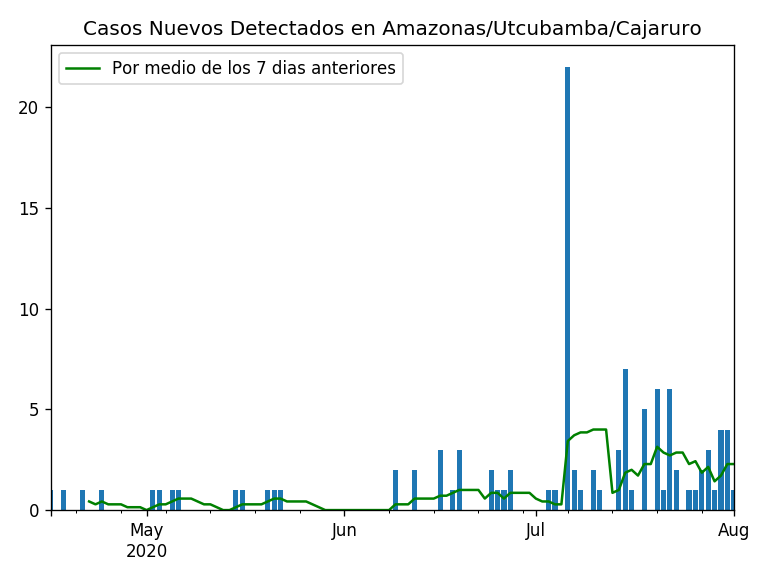 Casos Nuevos Detectados en Amazonas/Utcubamba/Cajaruro
Por medio de los 7 dias anteriores
20
15
10
5
0
May Jun Jul Aug
2020